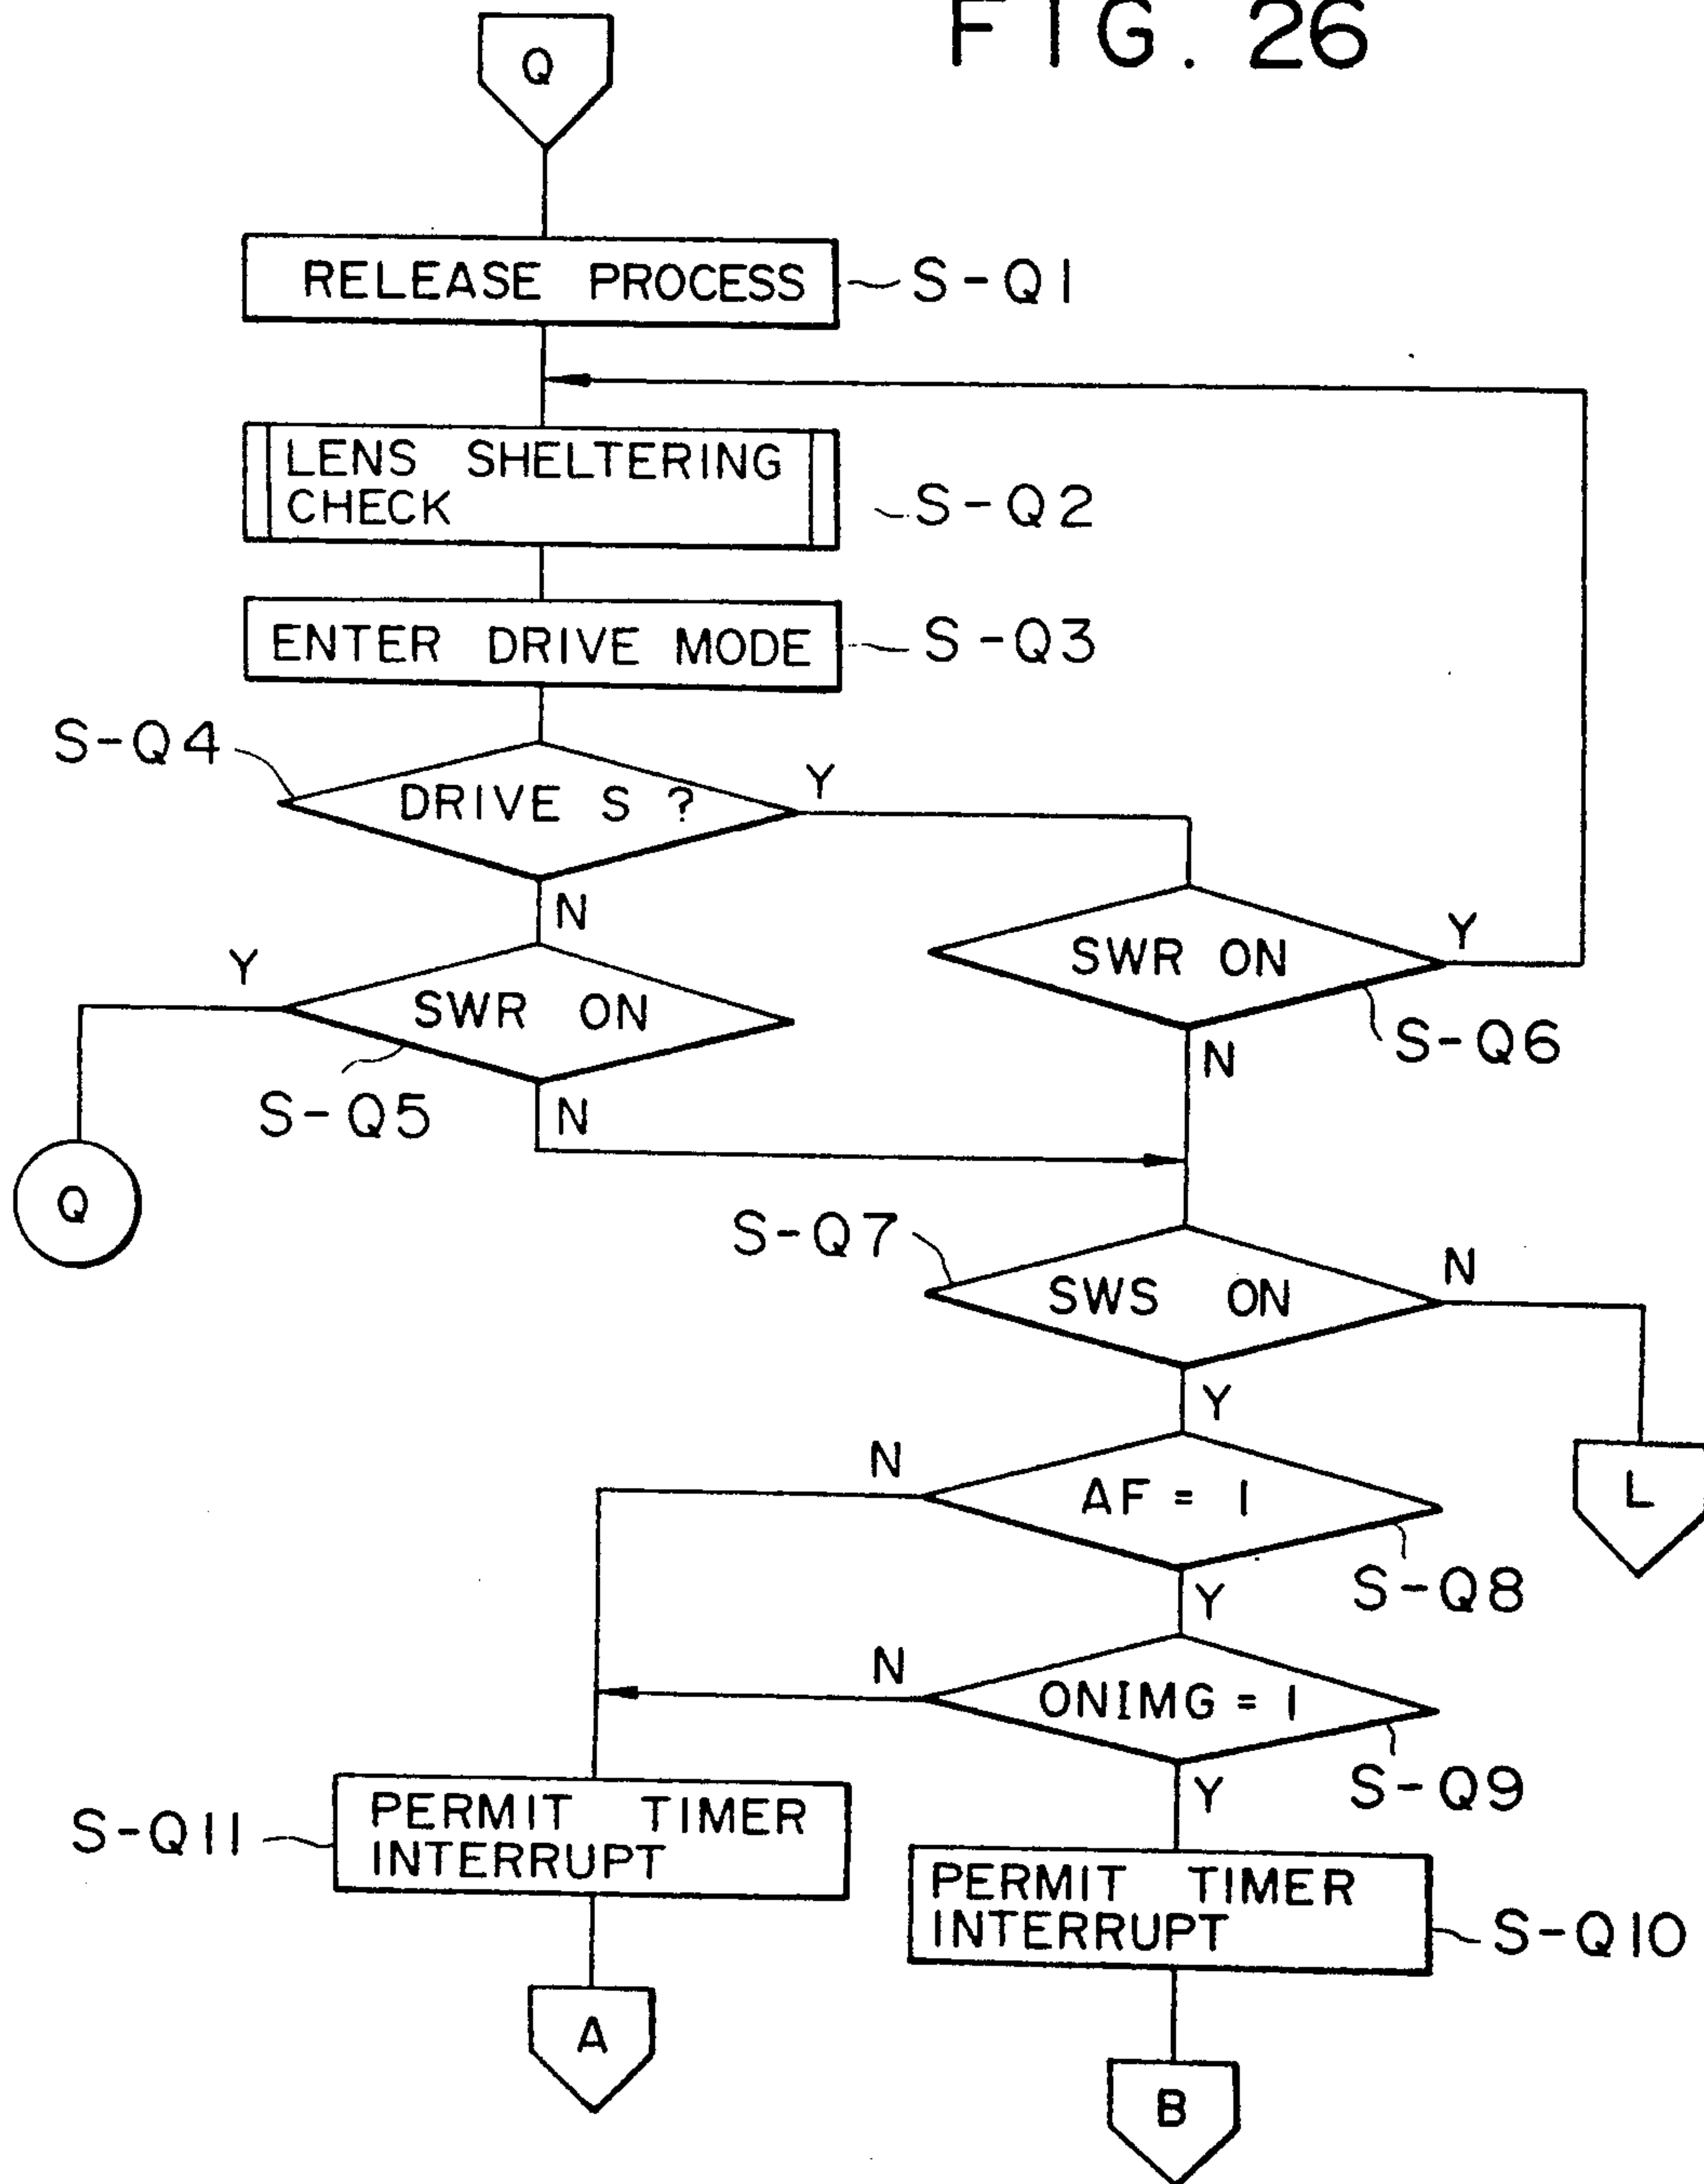 FIG. 26
Q
RELEASE PROCESS
S-Q1
LENS SHELTERING
CHECK
S-Q2
ENTER DRIVE MODE
S-Q3
S-Q4
DRIVE S ?
Y
N
Y
SWR ON
S-Q5
N
Q
SWR ON
Y
S-Q6
N
S-Q7
SWS ON
N
L
Y
N
AF = 1
S-Q8
Y
N
ONIMG = 1
S-Q9
Y
S-Q11
PERMIT TIMER
INTERRUPT
A
PERMIT TIMER
INTERRUPT
S-Q10
B